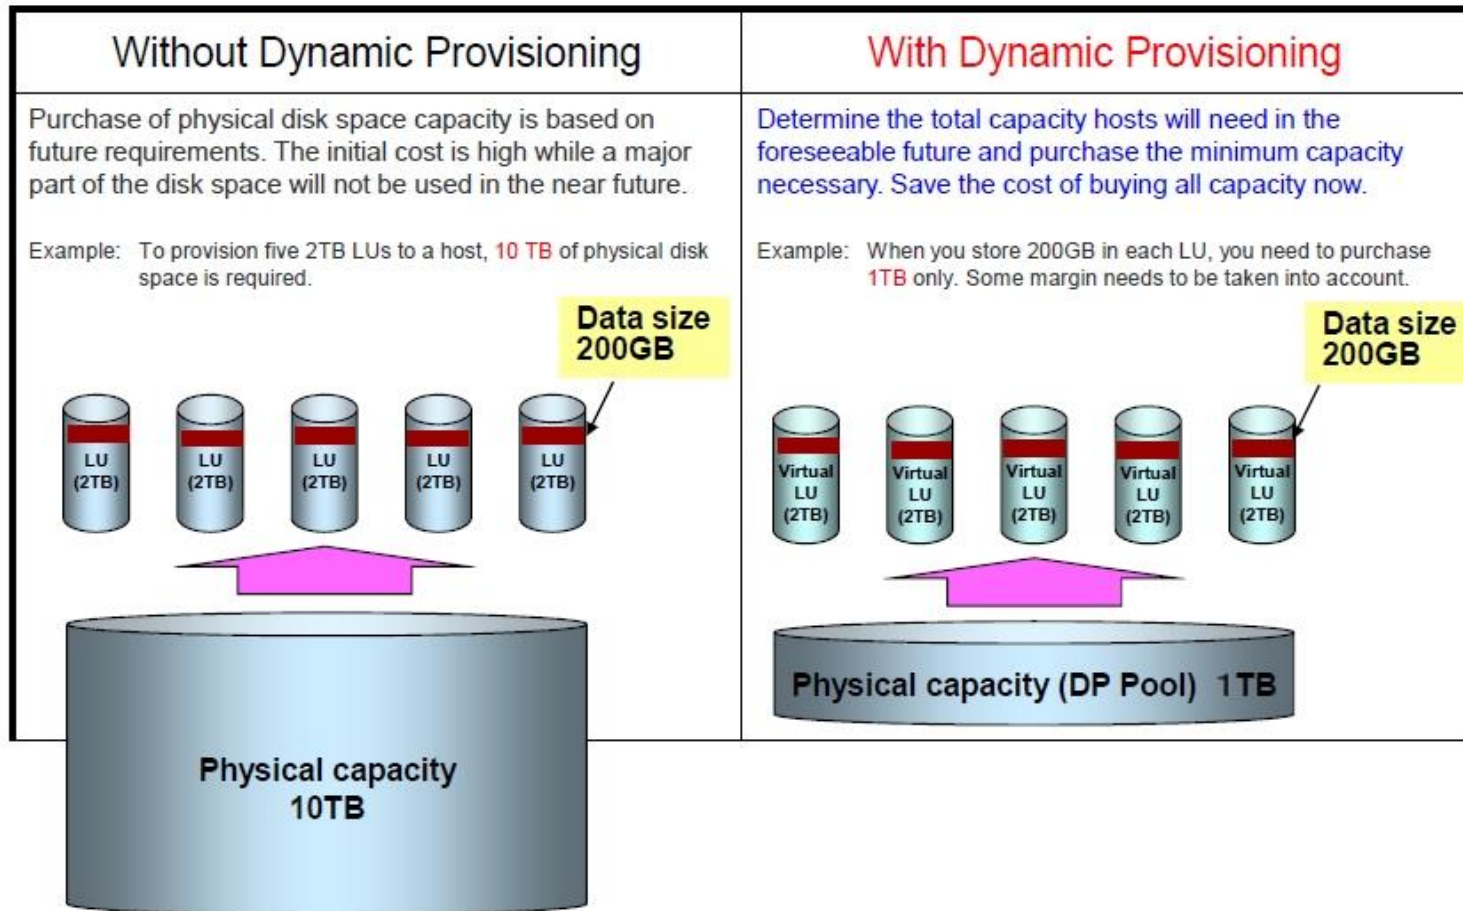 Without Dynamic Provisioning
Purchase of physical disk space capacity is based on
future requirements. The initial cost is high while a major
part of the disk space will not be used in the near future.
Example: To provision five 2TB LUs to a host, 10 TB of physical disk
space is required.
Data size
200GB
LU
(2TB)
LU
(2TB)
LU
(2TB)
LU
(2TB)
LU
(2TB)
Physical capacity
10TB
With Dynamic Provisioning
Determine the total capacity hosts will need in the
foreseeable future and purchase the minimum capacity
necessary. Save the cost of buying all capacity now.
Example: When you store 200GB in each LU, you need to purchase
1TB only. Some margin needs to be taken into account.
Data size
200GB
Virtual
LU
(2TB)
Virtual
LU
(2TB)
Virtual
LU
(2TB)
Virtual
LU
(2TB)
Virtual
LU
(2TB)
Physical capacity (DP Pool) 1TB